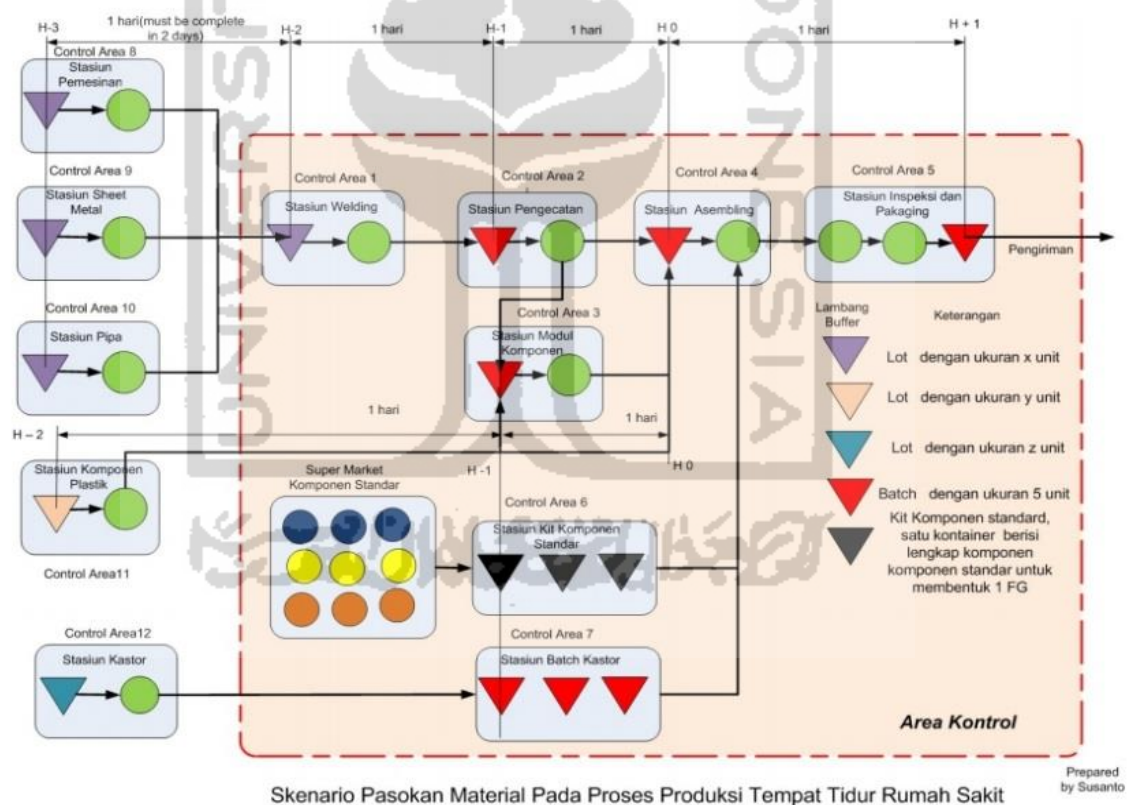 1 hari(must be complete
in 2 days)
H-3
H-2
1 hari
H-1
1 hari
H 0
1 hari
H + 1
Control Area 8
Stasiun
Pemesinan
Control Area 9
Stasiun Sheet
Metal
Control Area 10
Stasiun Pipa
Control Area 1
Stasiun Welding
Control Area 2
Stasiun Pengecatan
Control Area 4
Stasiun Asembling
Control Area 5
Stasiun Inspeksi dan
Pakaging
Pengiriman
Control Area 3
Stasiun Modul
Komponen
Lambang
Buffer
Keterangan
Lot dengan ukuran x unit
Lot dengan ukuran y unit
Lot dengan ukuran z unit
Batch dengan ukuran 5 unit
Kit Komponen standard,
satu kontainer berisi
lengkap komponen
komponen standar untuk
membentuk 1 FG
H – 2
1 hari
H -1
1 hari
H 0
Stasiun Komponen
Plastik
Control Area11
Super Market
Komponen Standar
Control Area 6
Stasiun Kit Komponen
Standar
Control Area12
Stasiun Kastor
Control Area 7
Stasiun Batch Kastor
Area Kontrol
Prepared
by Susanto
Skenario Pasokan Material Pada Proses Produksi Tempat Tidur Rumah Sakit
UNIVERSI
ONESIA